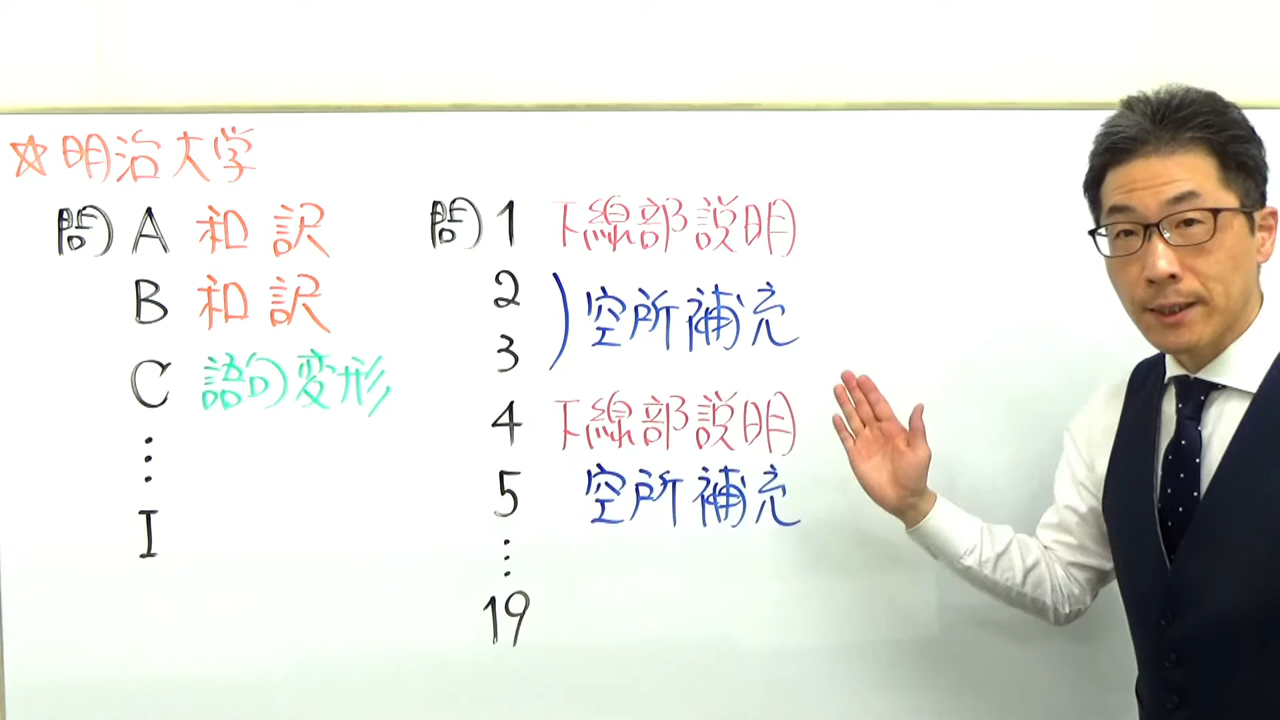 ☆明治大学
問A 和訳
B 和訳
C 語句変形
⋮
I
問1 下線部説明
2
3
)空所補充
4 下線部説明
5 空所補充
⋮
19